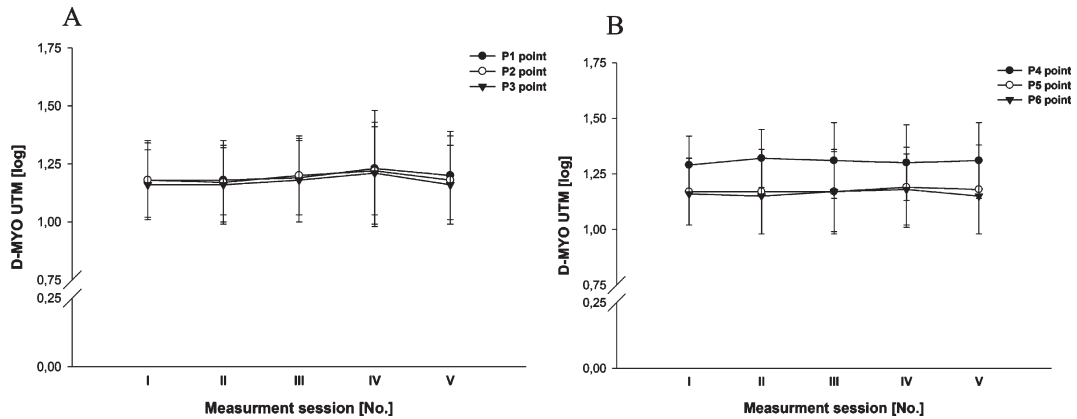 A
1,75
1,50
1,25
1,00
0,75
0,25
0,00
D-MYO UTM [log]
P1 point
P2 point
P3 point
I II III IV V
Measurment session [No.]
B
1,75
1,50
1,25
1,00
0,75
0,25
0,00
D-MYO UTM [log]
P4 point
P5 point
P6 point
I II III IV V
Measurment session [No.]